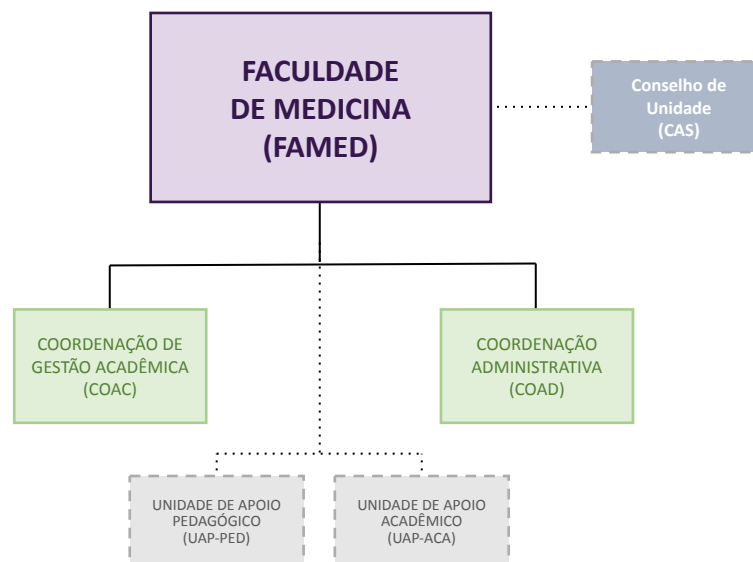 FACULDADE
DE MEDICINA
(FAMED)
Conselho de
Unidade
(CAS)
COORDENAÇÃO DE
GESTÃO ACADÊMICA
(COAC)
COORDENAÇÃO
ADMINISTRATIVA
(COAD)
UNIDADE DE APOIO
PEDAGÓGICO
(UAP-PED)
UNIDADE DE APOIO
ACADÊMICO
(UAP-ACA)